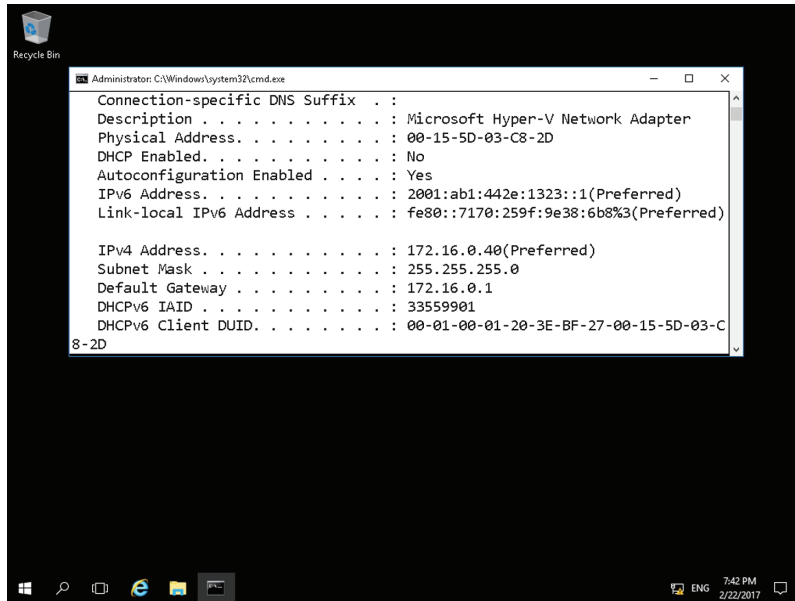 Recycle Bin
Administrator: C:\Windows\system32\cmd.exe
Connection-specific DNS Suffix  . :
Description . . . . . . . . . . . : Microsoft Hyper-V Network Adapter
Physical Address. . . . . . . . . : 00-15-5D-03-C8-2D
DHCP Enabled. . . . . . . . . . . : No
Autoconfiguration Enabled . . . . : Yes
IPv6 Address. . . . . . . . . . . : 2001:ab1:442e:1323::1(Preferred)
Link-local IPv6 Address . . . . . : fe80::7170:259f:9e38:6b8%3(Preferred)
IPv4 Address. . . . . . . . . . . : 172.16.0.40(Preferred)
Subnet Mask . . . . . . . . . . . : 255.255.255.0
Default Gateway . . . . . . . . . : 172.16.0.1
DHCPv6 IAID . . . . . . . . . . . : 33559901
DHCPv6 Client DUID. . . . . . . . : 00-01-00-01-20-3E-BF-27-00-15-5D-03-C
8-2D
ENG
7:42 PM
2/22/2017